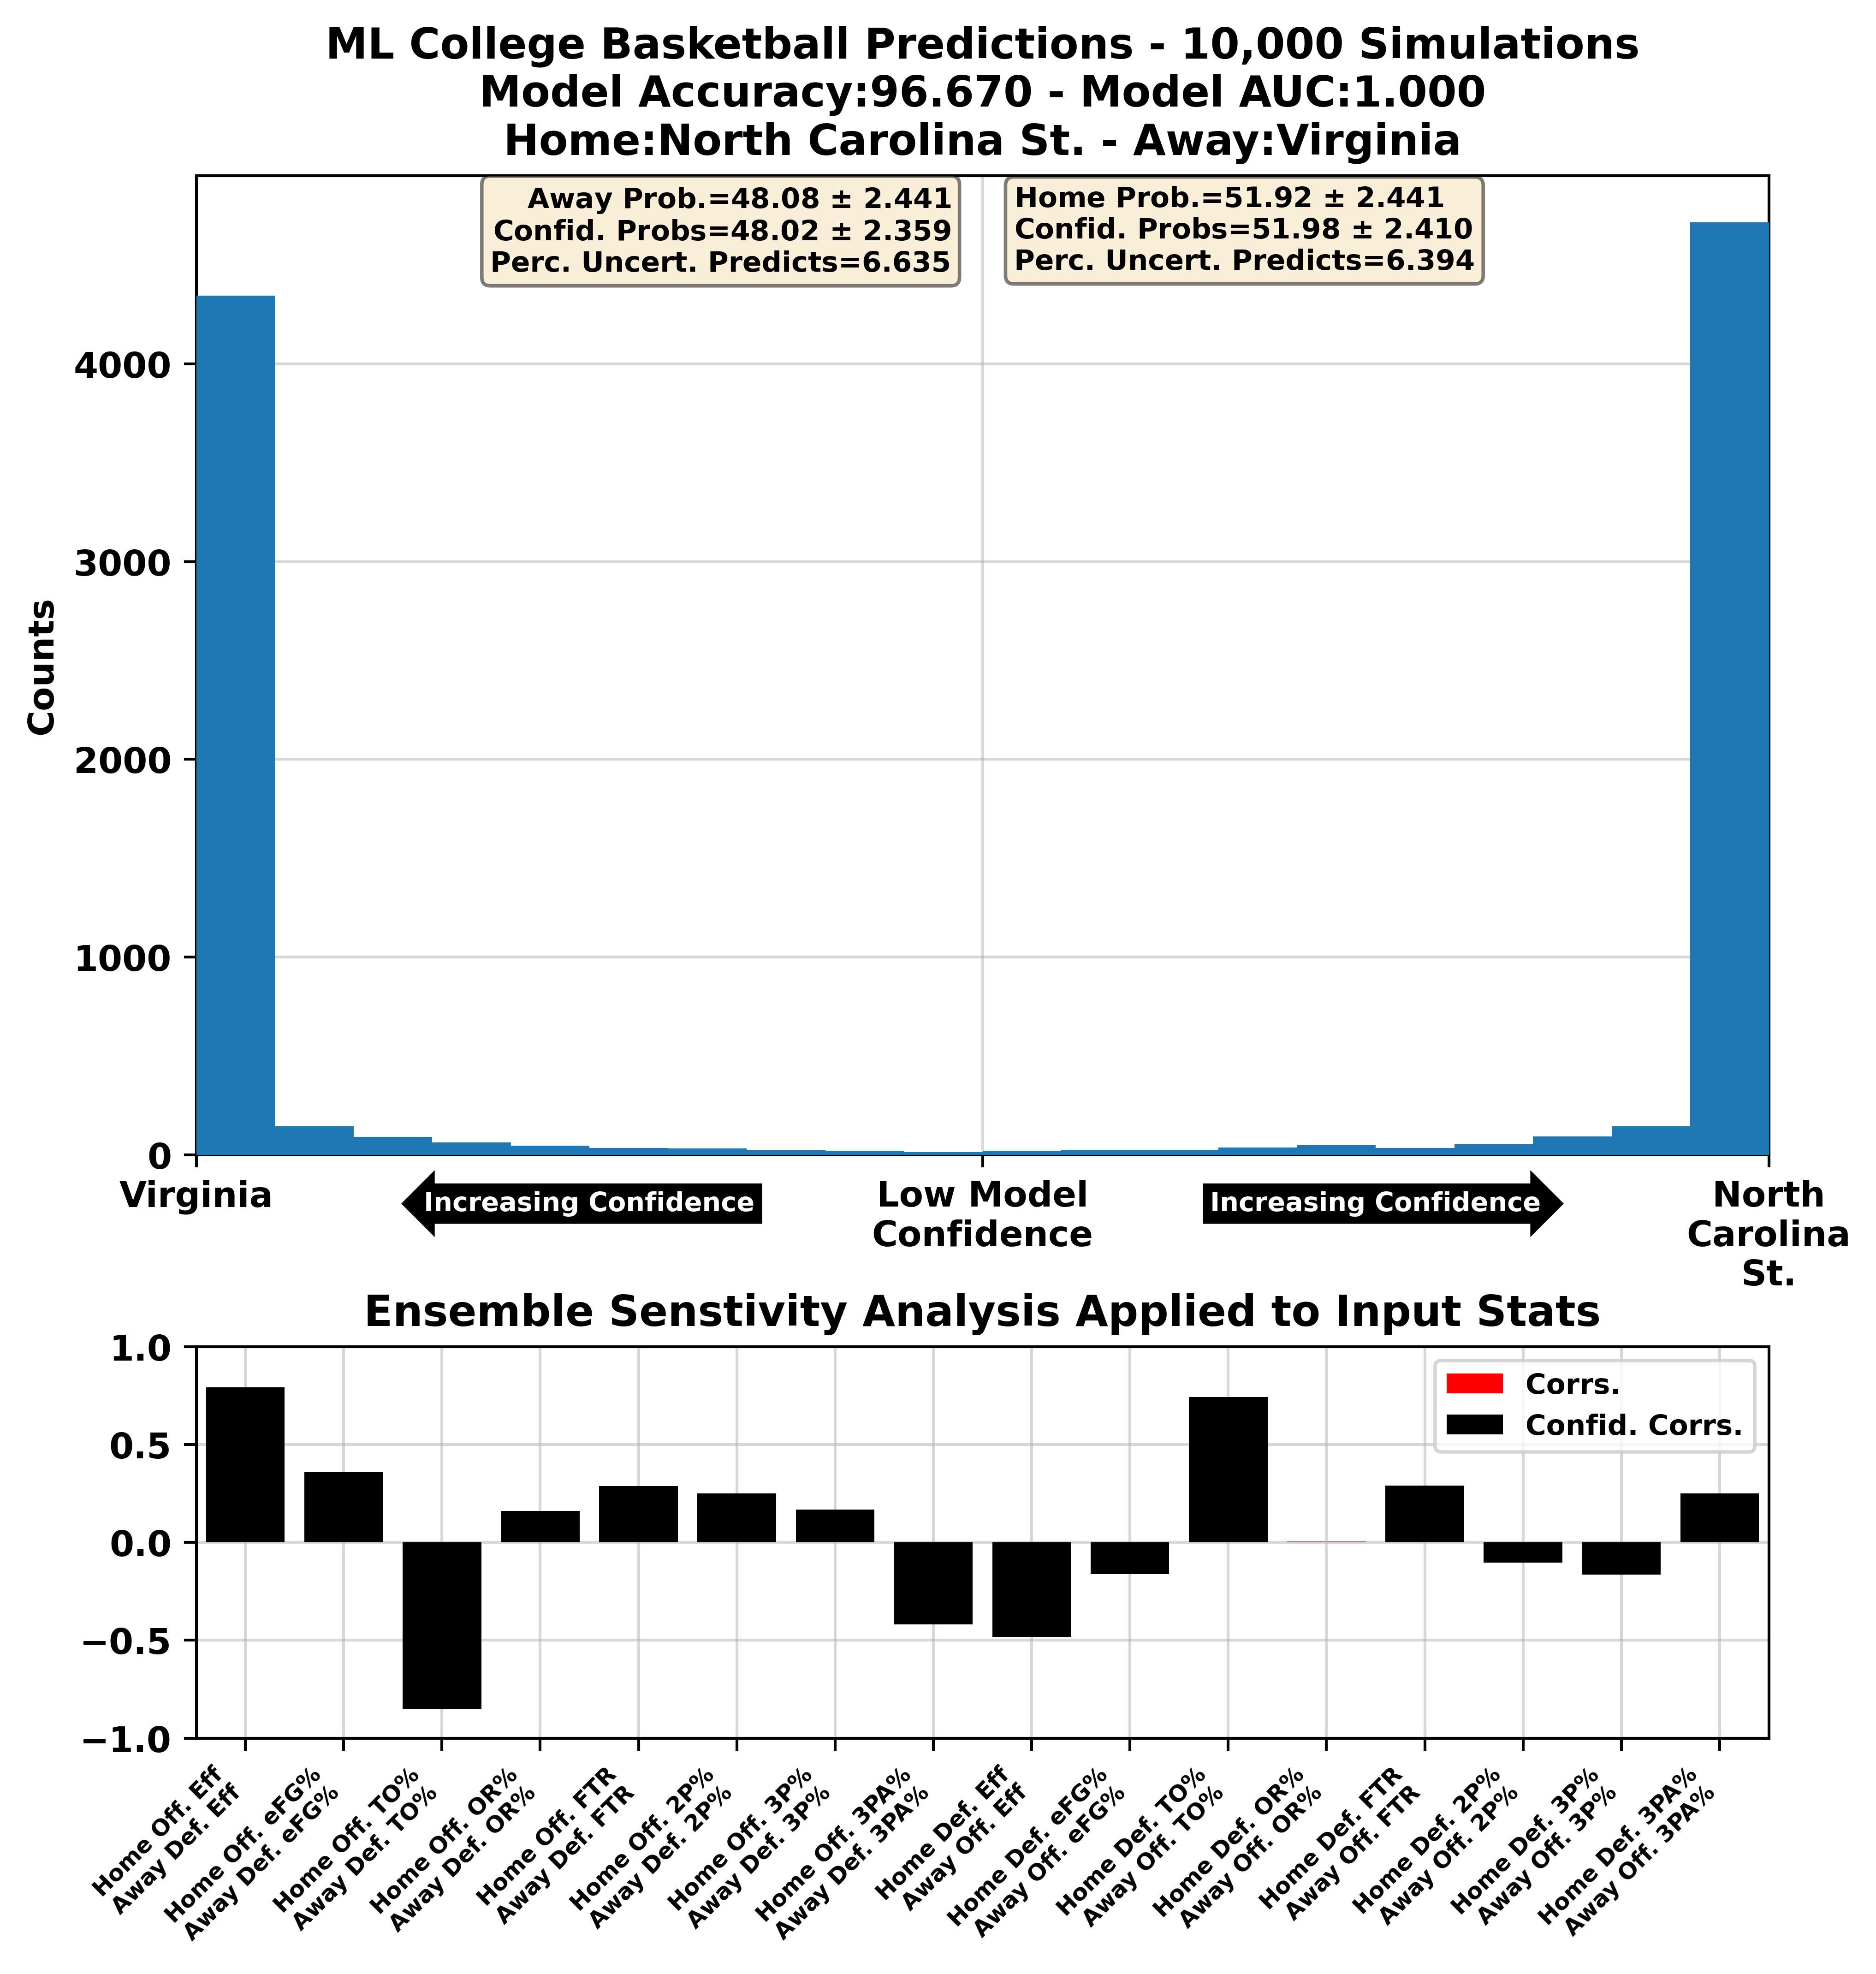 ML College Basketball Predictions - 10,000 Simulations
Model Accuracy:96.670 - Model AUC:1.000
Home:North Carolina St. - Away:Virginia
Away Prob.=48.08 ± 2.441
Confid. Probs=48.02 ± 2.359
Perc. Uncert. Predicts=6.635
Home Prob.=51.92 ± 2.441
Confid. Probs=51.98 ± 2.410
Perc. Uncert. Predicts=6.394
Counts
4000
3000
2000
1000
0
Virginia
Increasing Confidence
Low Model
Confidence
Increasing Confidence
North
Carolina
St.
Ensemble Senstivity Analysis Applied to Input Stats
1.0
0.5
0.0
−0.5
−1.0
Corrs.
Confid. Corrs.
Home Off. Eff
Away Def. Eff
Home Off. eFG%
Away Def. eFG%
Home Off. TO%
Away Def. TO%
Home Off. OR%
Away Def. OR%
Home Off. FTR
Away Def. FTR
Home Off. 2P%
Away Def. 2P%
Home Off. 3P%
Away Def. 3P%
Home Off. 3PA%
Away Def. 3PA%
Home Def. Eff
Away Off. Eff
Home Def. eFG%
Away Off. eFG%
Home Def. TO%
Away Off. TO%
Home Def. OR%
Away Off. OR%
Home Def. FTR
Away Off. FTR
Home Def. 2P%
Away Off. 2P%
Home Def. 3P%
Away Off. 3P%
Home Def. 3PA%
Away Off. 3PA%